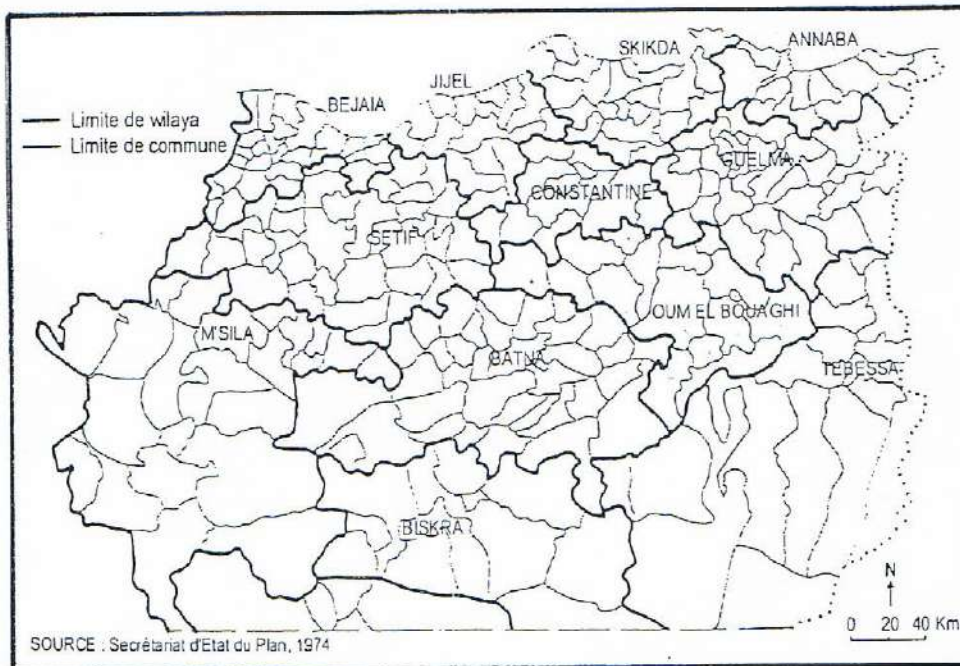 ANNABA
SKIKDA
JIJEL
BEJAIA
Limite de wilaya
Limite de commune
GUELMA
CONSTANTINE
SETIF
OUM EL BOUAGHI
M'SILA
BATNA
TEBESSA
BISKRA
N
0 20 40 Km
SOURCE : Secrétariat d'Etat du Plan, 1974